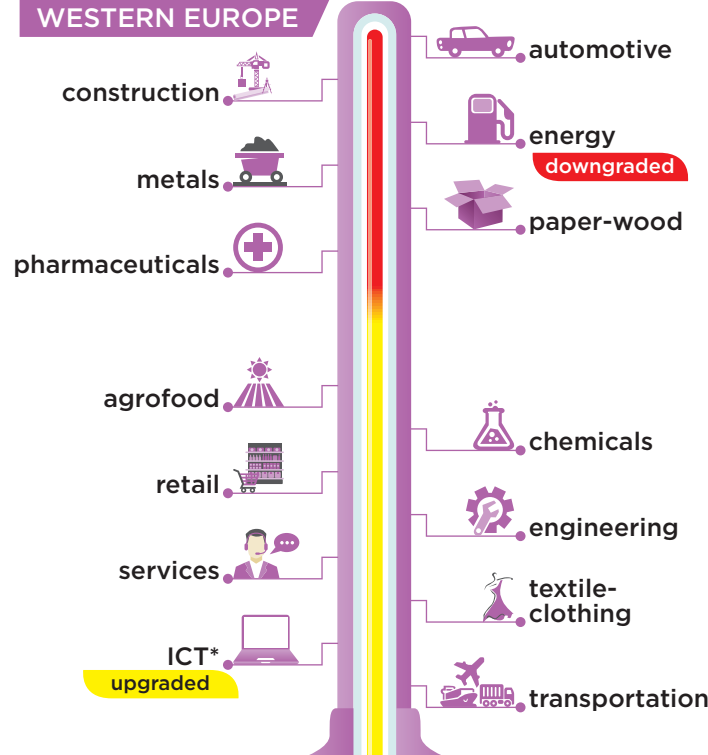 WESTERN EUROPE
automotive
construction
energy
downgraded
metals
paper-wood
pharmaceuticals
agrofood
chemicals
retail
engineering
services
textile-
clothing
ICT*
upgraded
transportation